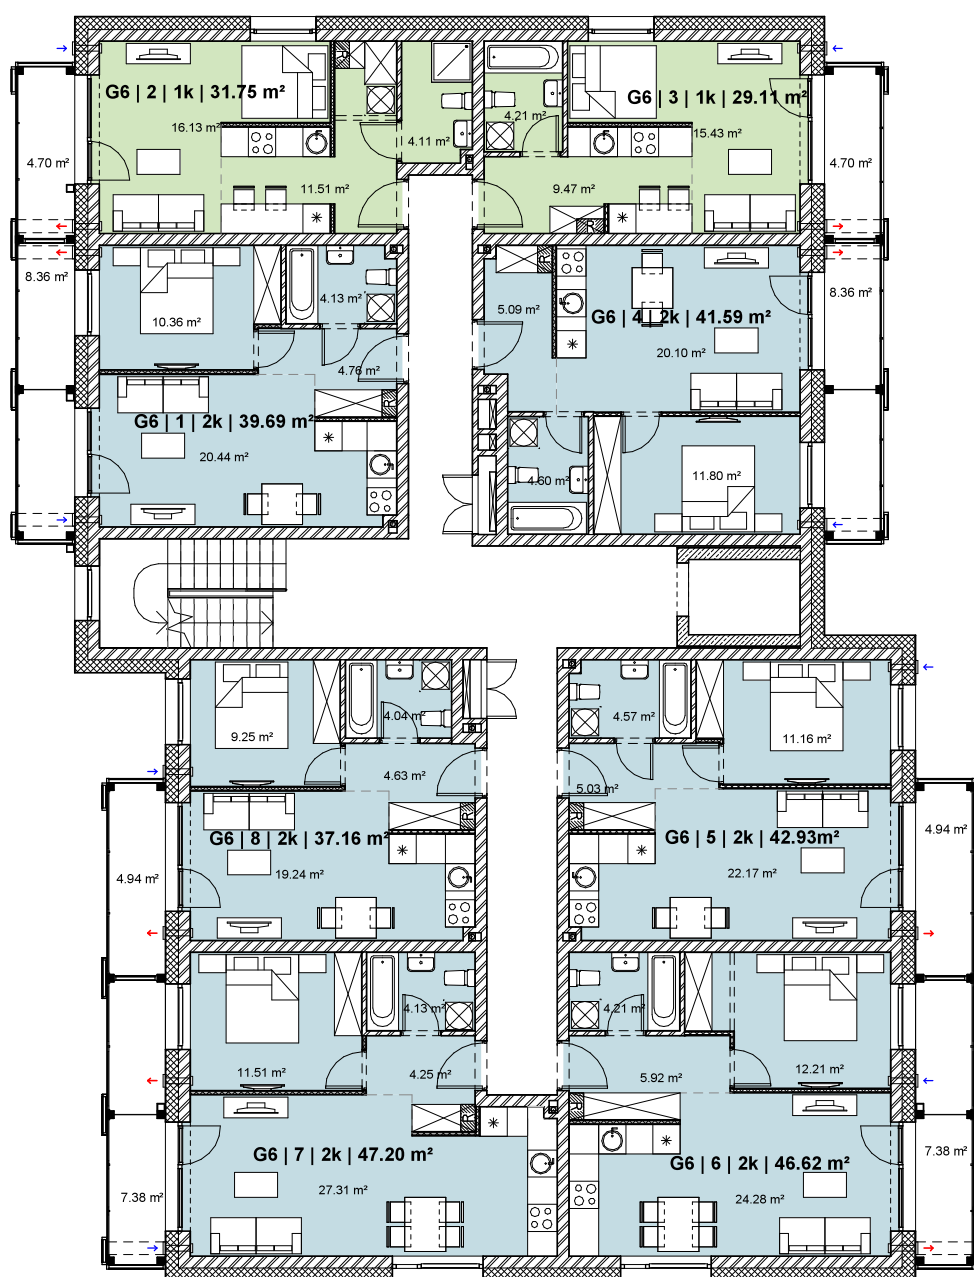 G6 | 2 | 1k | 31.75 m²
16.13 m²
4.11 m²
11.51 m²
4.70 m²
G6 | 3 | 1k | 29.11 m²
4.21 m²
15.43 m²
9.47 m²
4.70 m²
8.36 m²
10.36 m²
4.13 m²
4.76 m²
G6 | 1 | 2k | 39.69 m²
20.44 m²
R
5.09 m²
G6 | 4 | 2k | 41.59 m²
20.10 m²
8.36 m²
4.60 m²
11.80 m²
9.25 m²
4.04 m²
4.63 m²
G6 | 8 | 2k | 37.16 m²
19.24 m²
4.94 m²
R
4.57 m²
11.16 m²
5.03 m²
G6 | 5 | 2k | 42.93m²
22.17 m²
4.94 m²
R
11.51 m²
4.13 m²
4.25 m²
G6 | 7 | 2k | 47.20 m²
27.31 m²
7.38 m²
R
4.21 m²
12.21 m²
5.92 m²
G6 | 6 | 2k | 46.62 m²
24.28 m²
7.38 m²
R